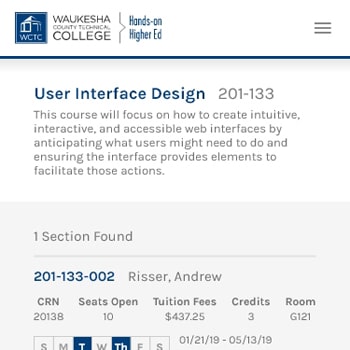 WCTC
WAUKESHA
COUNTY TECHNICAL
COLLEGE
Hands-on
Higher Ed
User Interface Design 201-133
This course will focus on how to create intuitive,
interactive, and accessible web interfaces by
anticipating what users might need to do and
ensuring the interface provides elements to
facilitate those actions.
1 Section Found
201-133-002 Risser, Andrew
CRN Seats Open Tuition Fees Credits Room
20138 10 $437.25 3 G121
S M T W Th F S 01/21/19 - 05/13/19